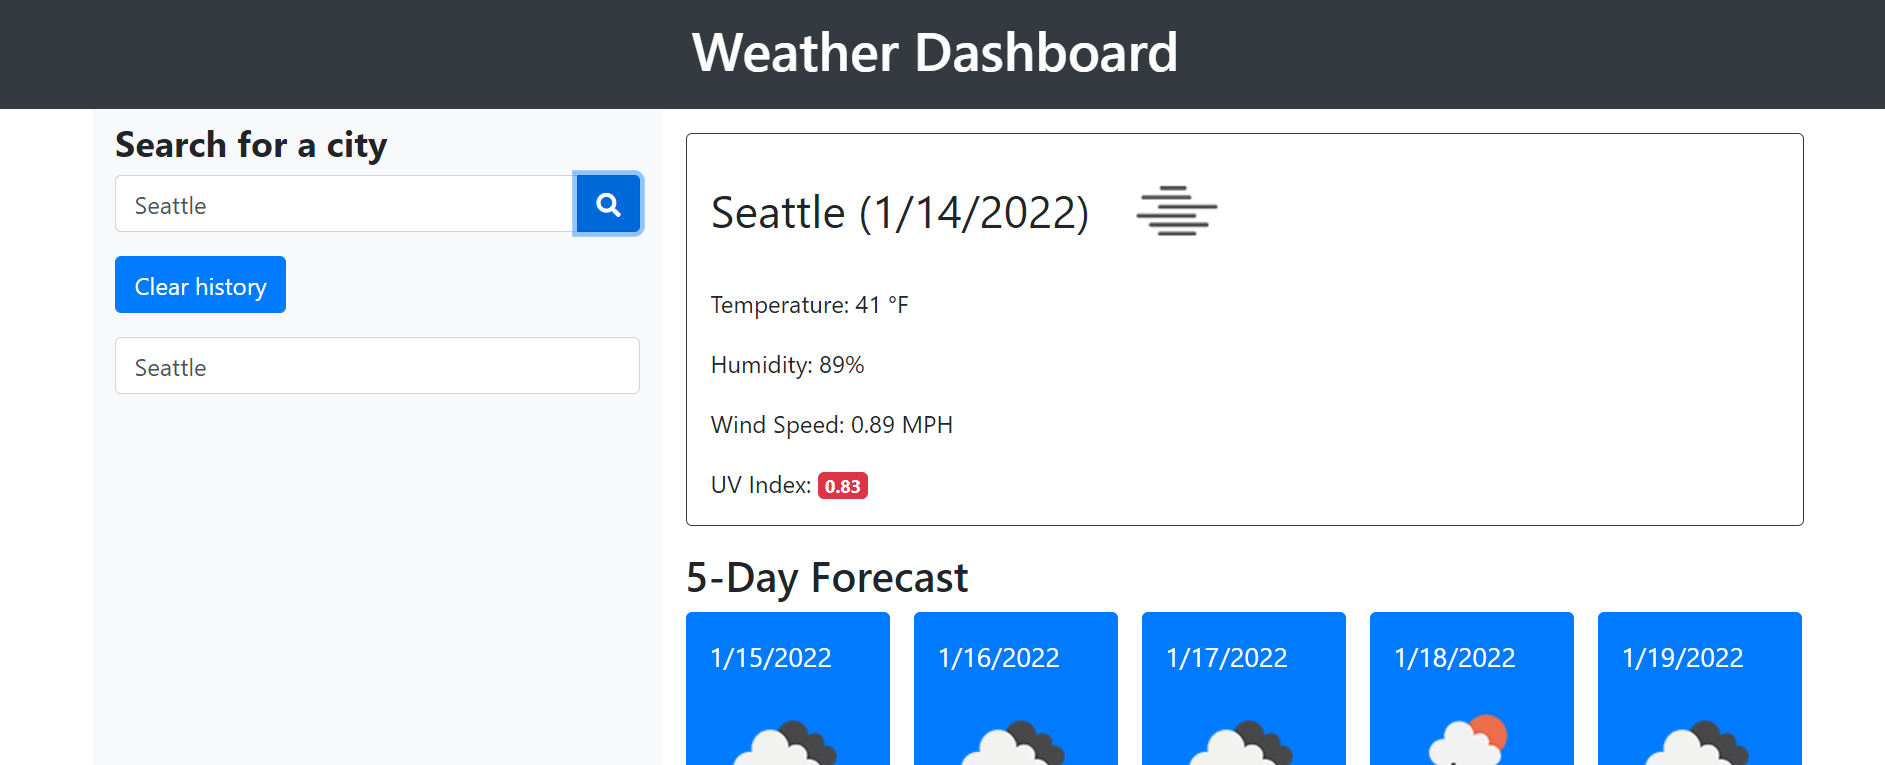 Weather Dashboard
Search for a city
Seattle
Clear history
Seattle
Seattle (1/14/2022)
Temperature: 41 °F
Humidity: 89%
Wind Speed: 0.89 MPH
UV Index: 0.83
5-Day Forecast
1/15/2022
1/16/2022
1/17/2022
1/18/2022
1/19/2022